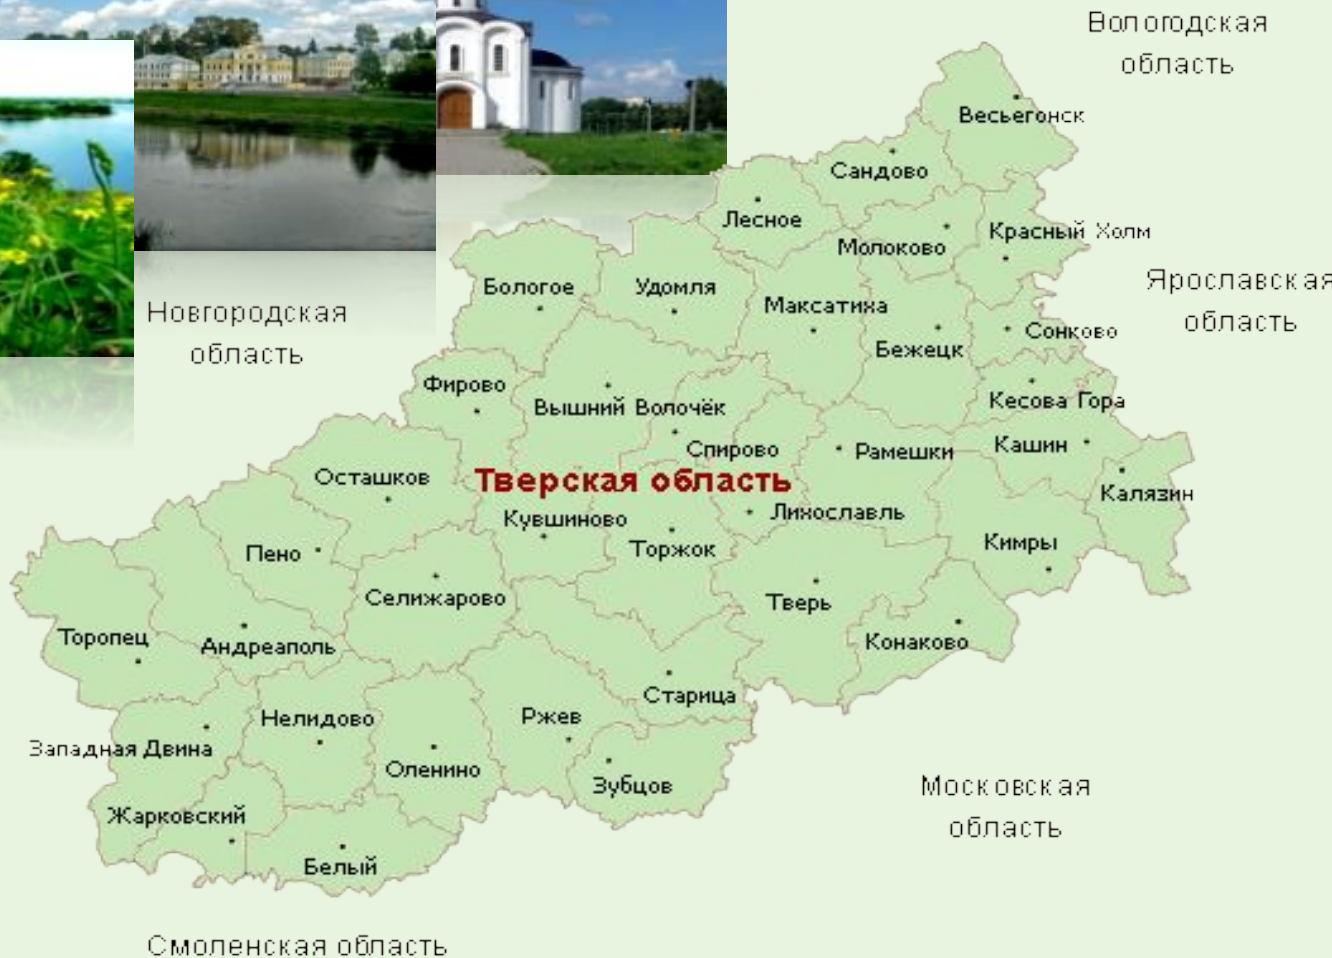 Вологодская
область
Весьегонск
Сандово
Лесное
Красный Холм
Молоково
Ярославская
область
Бологое
Удомля
Максатиха
Новгородская
область
Сонково
Бежецк
Фирово
Кесова Гора
Вышний Волочёк
Спирово
Рамешки
Кашин
Осташков
Тверская область
Калязин
Кувшиново
Лихославль
Торжок
Кимры
Пено
Селижарово
Тверь
Торопец
Андреаполь
Конаково
Старица
Нелидово
Ржев
Западная Двина
Оленино
Зубцов
Московская
область
Жарковский
Белый
Смоленская область